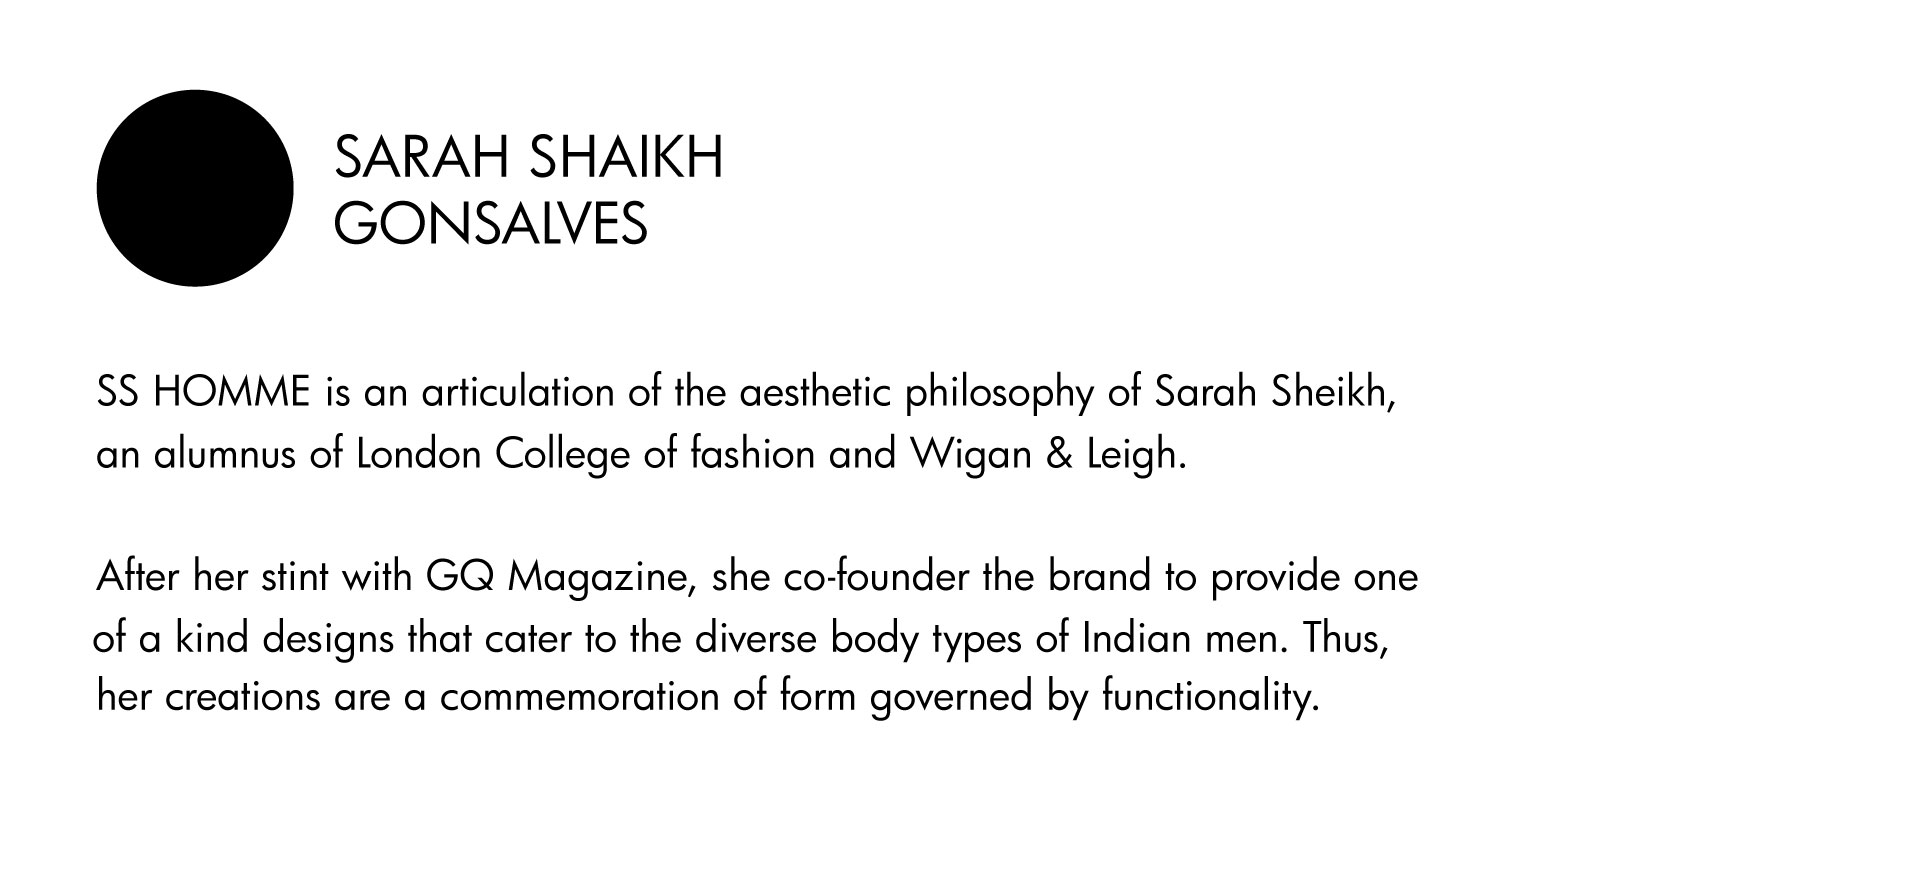 SARAH SHAIKH
GONSALVES
SS HOMME is an articulation of the aesthetic philosophy of Sarah Sheikh,
an alumnus of London College of fashion and Wigan & Leigh.
After her stint with GQ Magazine, she co-founder the brand to provide one
of a kind designs that cater to the diverse body types of Indian men. Thus,
her creations are a commemoration of form governed by functionality.